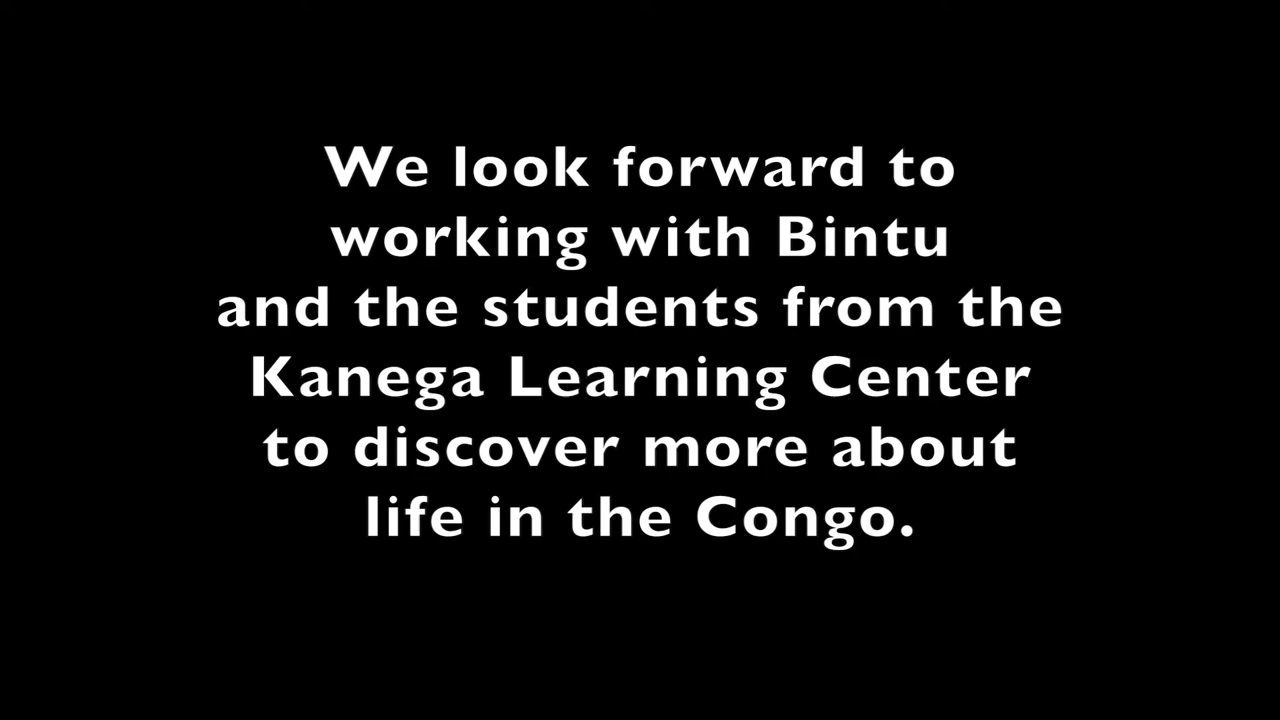 We look forward to
working with Bintu
and the students from the
Kanega Learning Center
to discover more about
life in the Congo.